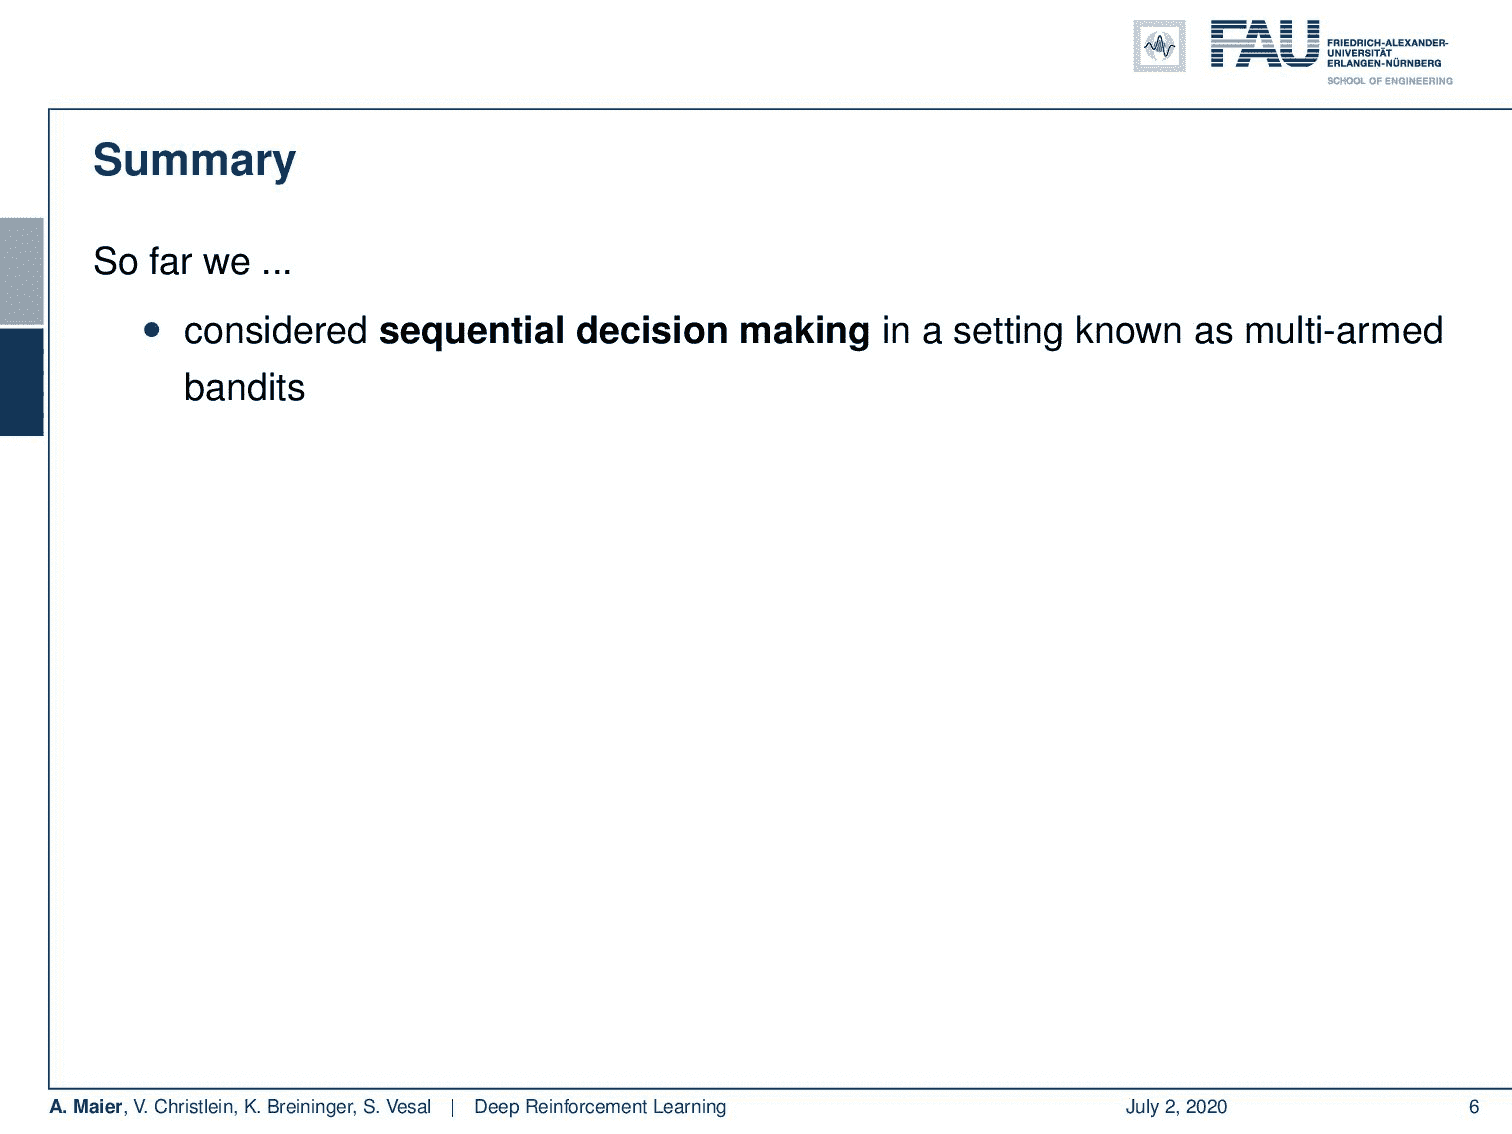 FAU
FRIEDRICH-ALEXANDER-
UNIVERSITÄT
ERLANGEN-NÜRNBERG
SCHOOL OF ENGINEERING
Summary
So far we ...
• considered sequential decision making in a setting known as multi-armed
bandits
A. Maier, V. Christlein, K. Breininger, S. Vesal | Deep Reinforcement Learning July 2, 2020 6